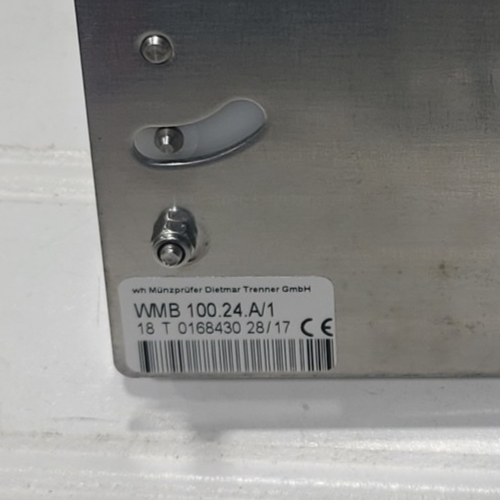 wh Münzprüfer Dietmar Trenner GmbH
WMB 100.24.A/1
18 T 0168430 28/17 CE